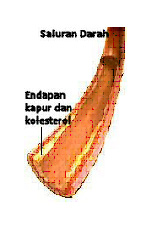 Saluran Darah
Endapan
kapur dan
kolesterol